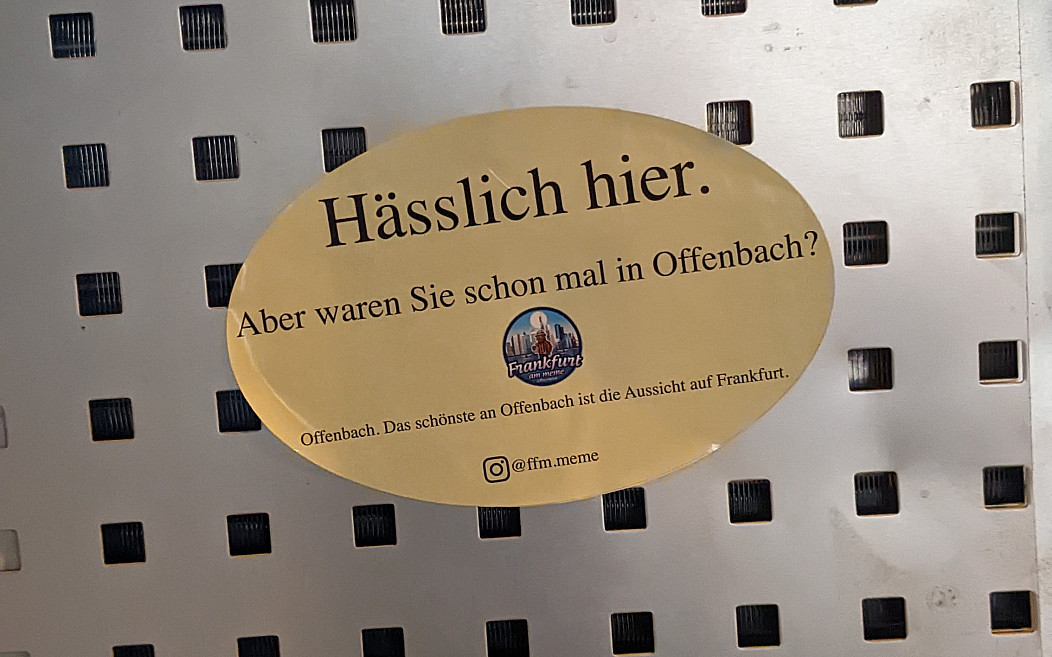 Hässlich hier.
Aber waren Sie schon mal in Offenbach?
Frankfurt
am meme
Offenbach. Das schönste an Offenbach ist die Aussicht auf Frankfurt.
@ffm.meme